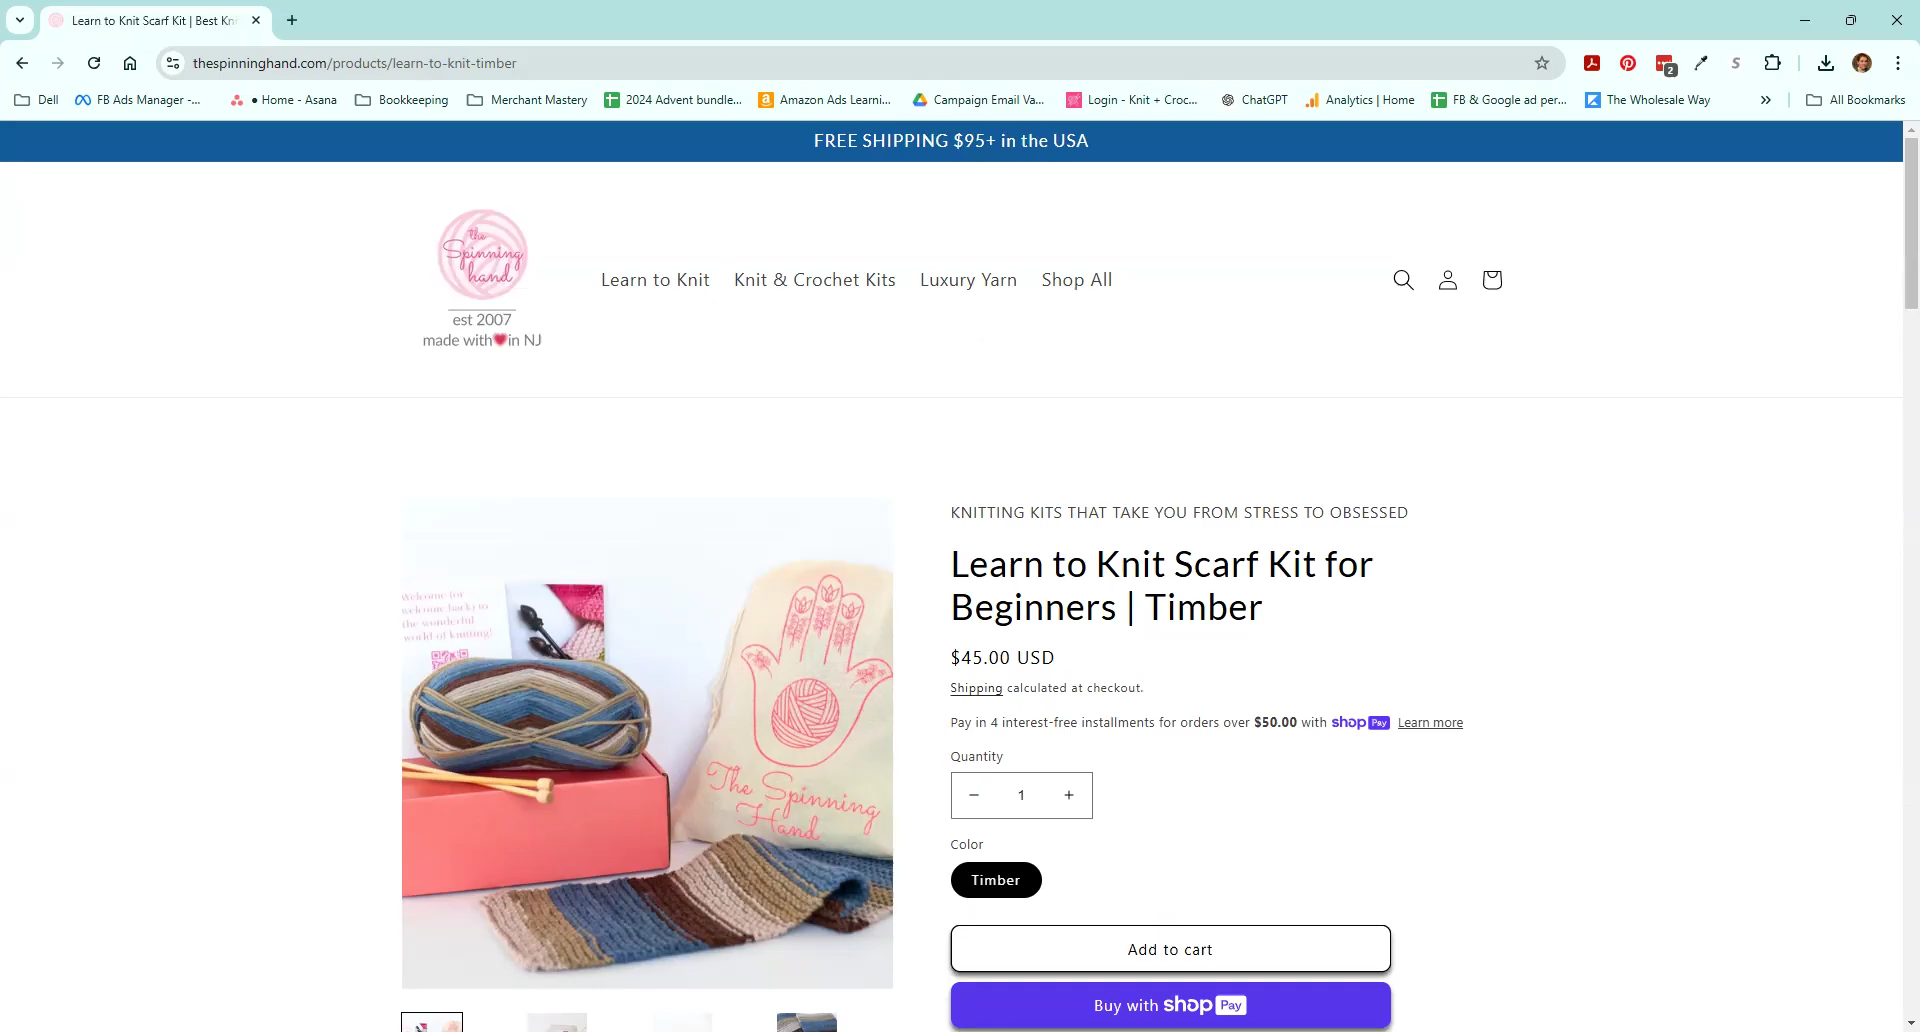 Learn to Knit Scarf Kit | Best Kn
thespinninghand.com/products/learn-to-knit-timber
2
S
Dell
FB Ads Manager -...
• Home - Asana
Bookkeeping
Merchant Mastery
2024 Advent bundle...
Amazon Ads Learni...
Campaign Email Va...
Login - Knit + Croc...
ChatGPT
Analytics | Home
FB & Google ad per...
The Wholesale Way
All Bookmarks
FREE SHIPPING $95+ in the USA
the
Spinning
hand
est 2007
made with❤in NJ
Learn to Knit
Knit & Crochet Kits
Luxury Yarn
Shop All
Welcome (or
welcome back) to
the wonderful
world of knitting!
The Spinning
Hand
KNITTING KITS THAT TAKE YOU FROM STRESS TO OBSESSED
Learn to Knit Scarf Kit for
Beginners | Timber
$45.00 USD
Shipping calculated at checkout.
Pay in 4 interest-free installments for orders over $50.00 with shop Pay Learn more
Quantity
− 1 +
Color
Timber
Add to cart
Buy with shop Pay